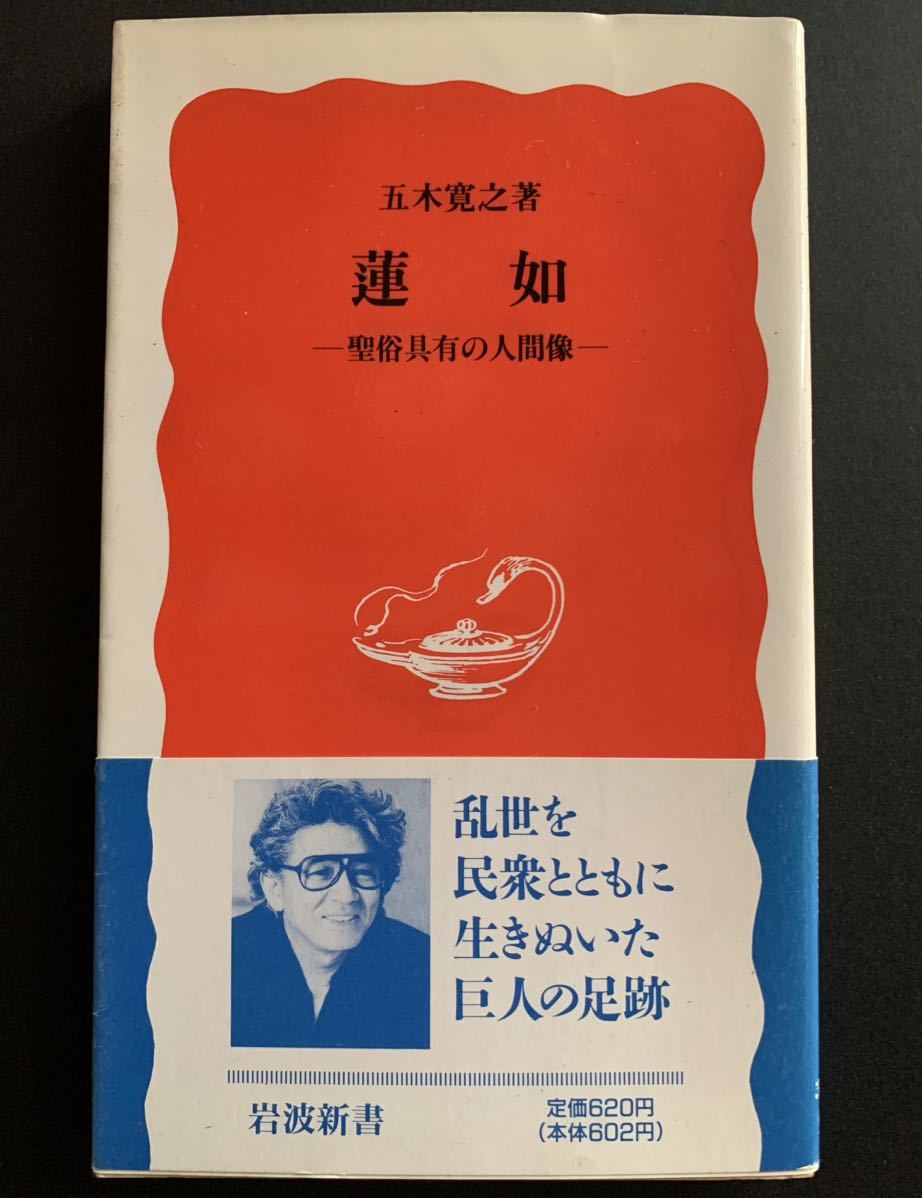 五木寛之著
蓮 如
―聖俗具有の人間像―
乱世を
民衆とともに
生きぬいた
巨人の足跡
岩波新書
定価620円
(本体602円)